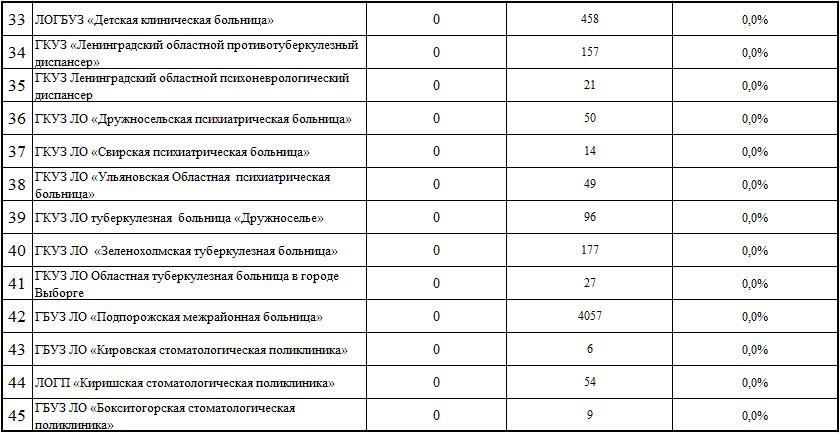 33 ЛОГБУЗ «Детская клиническая больница» 0 458 0,0%
34 ГКУЗ «Ленинградский областной противотуберкулезный
диспансер» 0 157 0,0%
35 ГКУЗ Ленинградский областной психоневрологический
диспансер 0 21 0,0%
36 ГКУЗ ЛО «Дружносельская психиатрическая больница» 0 50 0,0%
37 ГКУЗ ЛО «Свирская психиатрическая больница» 0 14 0,0%
38 ГКУЗ ЛО «Ульяновская Областная психиатрическая
больница» 0 49 0,0%
39 ГКУЗ ЛО туберкулезная больница «Дружноселье» 0 96 0,0%
40 ГКУЗ ЛО «Зеленохолмская туберкулезная больница» 0 177 0,0%
41 ГКУЗ ЛО Областная туберкулезная больница в городе
Выборге 0 27 0,0%
42 ГБУЗ ЛО «Подпорожская межрайонная больница» 0 4057 0,0%
43 ГБУЗ ЛО «Кировская стоматологическая поликлиника» 0 6 0,0%
44 ЛОГП «Киришская стоматологическая поликлиника» 0 54 0,0%
45 ГБУЗ ЛО «Бокситогорская стоматологическая
поликлиника» 0 9 0,0%